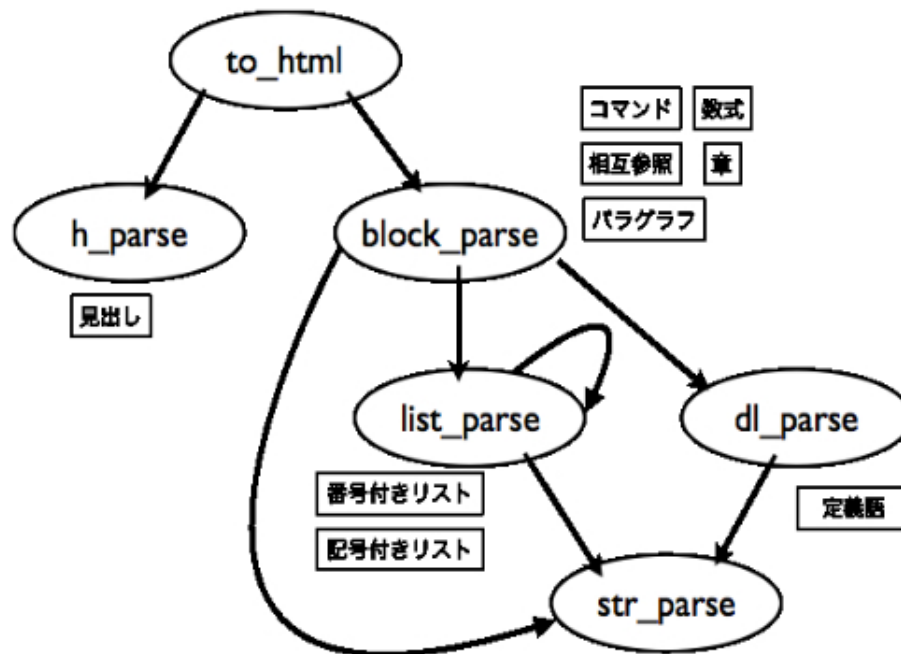 to_html
コマンド 数式
相互参照 章
パラグラフ
h_parse
block_parse
見出し
list_parse
dl_parse
番号付きリスト
定義語
記号付きリスト
str_parse